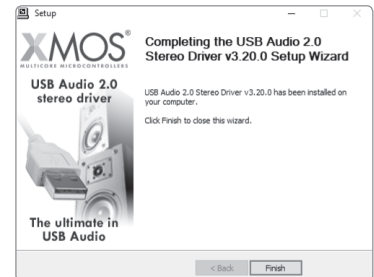 Setup
XMOS®
MULTICORE MICROCONTROLLERS
USB Audio 2.0
stereo driver
The ultimate in
USB Audio
Completing the USB Audio 2.0
Stereo Driver v3.20.0 Setup Wizard
USB Audio 2.0 Stereo Driver v3.20.0 has been installed on
your computer.
Click Finish to close this wizard.
< Back
Finish